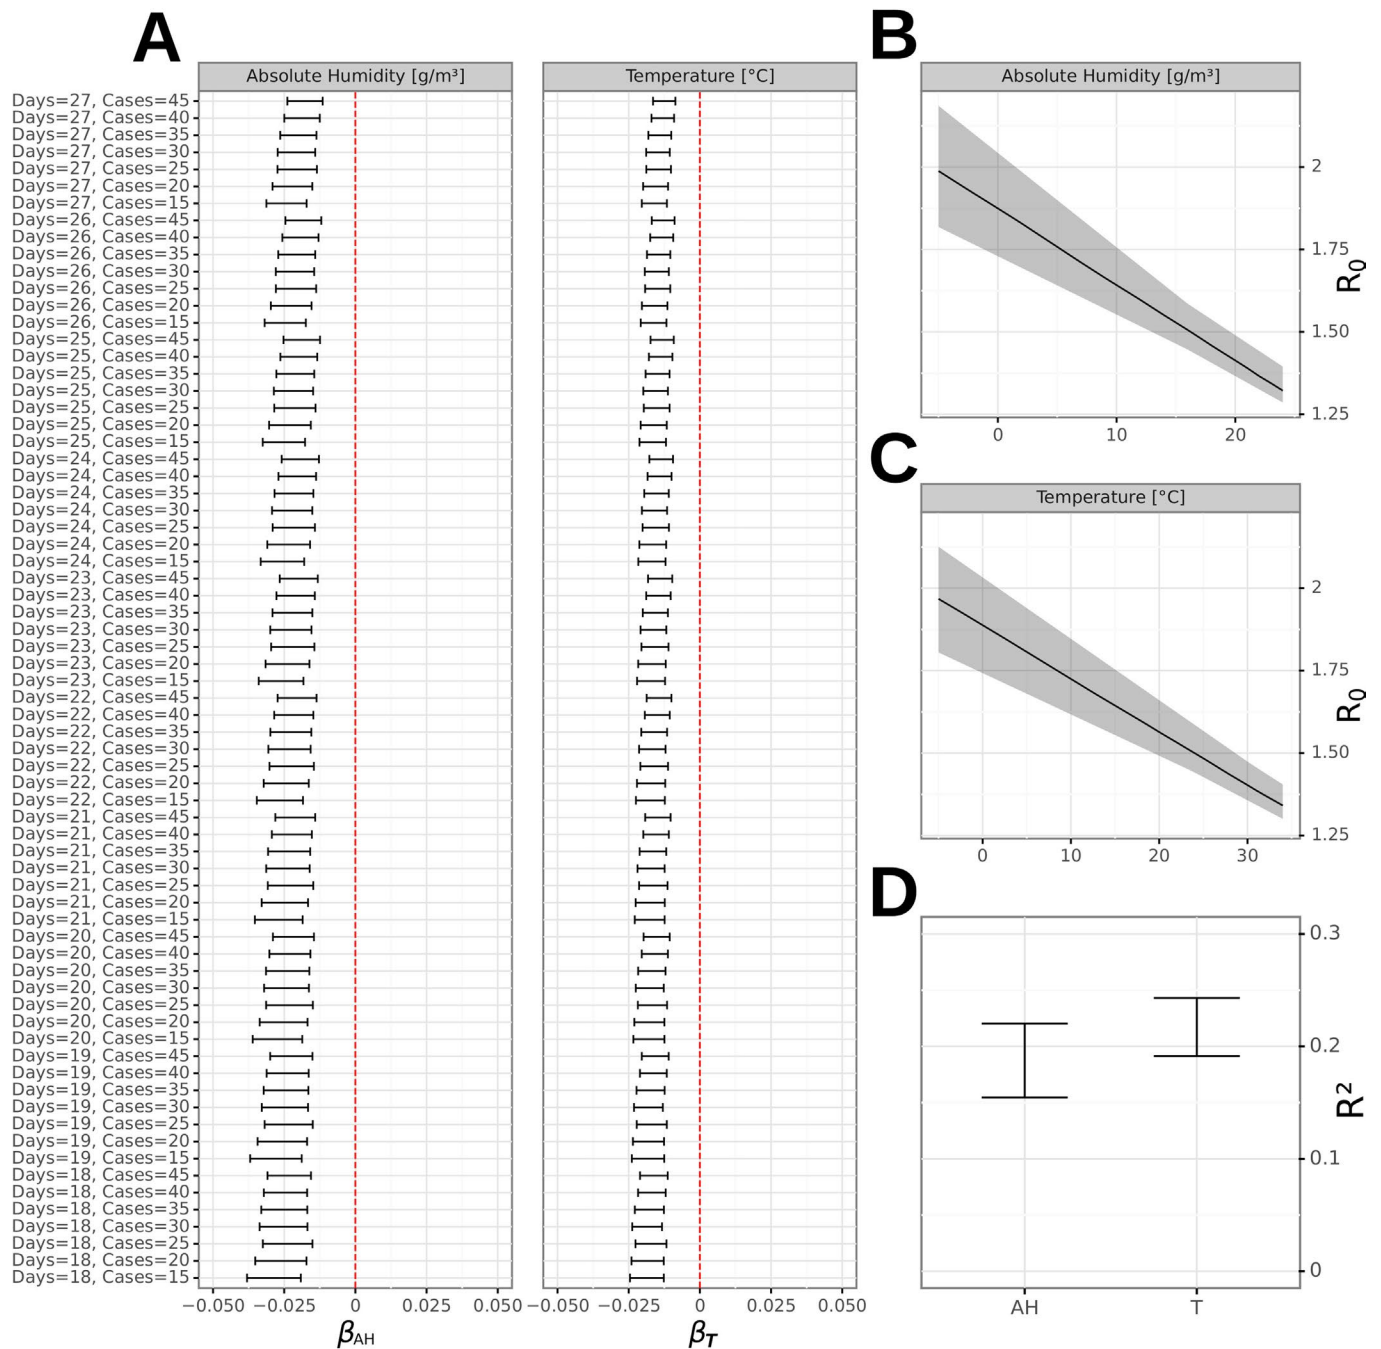 A
Absolute Humidity [g/m³]
Temperature [°C]
Days=27, Cases=45
Days=27, Cases=40
Days=27, Cases=35
Days=27, Cases=30
Days=27, Cases=25
Days=27, Cases=20
Days=27, Cases=15
Days=26, Cases=45
Days=26, Cases=40
Days=26, Cases=35
Days=26, Cases=30
Days=26, Cases=25
Days=26, Cases=20
Days=26, Cases=15
Days=25, Cases=45
Days=25, Cases=40
Days=25, Cases=35
Days=25, Cases=30
Days=25, Cases=25
Days=25, Cases=20
Days=25, Cases=15
Days=24, Cases=45
Days=24, Cases=40
Days=24, Cases=35
Days=24, Cases=30
Days=24, Cases=25
Days=24, Cases=20
Days=24, Cases=15
Days=23, Cases=45
Days=23, Cases=40
Days=23, Cases=35
Days=23, Cases=30
Days=23, Cases=25
Days=23, Cases=20
Days=23, Cases=15
Days=22, Cases=45
Days=22, Cases=40
Days=22, Cases=35
Days=22, Cases=30
Days=22, Cases=25
Days=22, Cases=20
Days=22, Cases=15
Days=21, Cases=45
Days=21, Cases=40
Days=21, Cases=35
Days=21, Cases=30
Days=21, Cases=25
Days=21, Cases=20
Days=21, Cases=15
Days=20, Cases=45
Days=20, Cases=40
Days=20, Cases=35
Days=20, Cases=30
Days=20, Cases=25
Days=20, Cases=20
Days=20, Cases=15
Days=19, Cases=45
Days=19, Cases=40
Days=19, Cases=35
Days=19, Cases=30
Days=19, Cases=25
Days=19, Cases=20
Days=19, Cases=15
Days=18, Cases=45
Days=18, Cases=40
Days=18, Cases=35
Days=18, Cases=30
Days=18, Cases=25
Days=18, Cases=20
Days=18, Cases=15
−0.050 −0.025 0 0.025 0.050
−0.050 −0.025 0 0.025 0.050
βAH
βT
B
Absolute Humidity [g/m³]
2
1.75
1.50
1.25
R0
0 10 20
C
Temperature [°C]
2
1.75
1.50
1.25
R0
0 10 20 30
D
0.3
0.2
0.1
0
R²
AH T